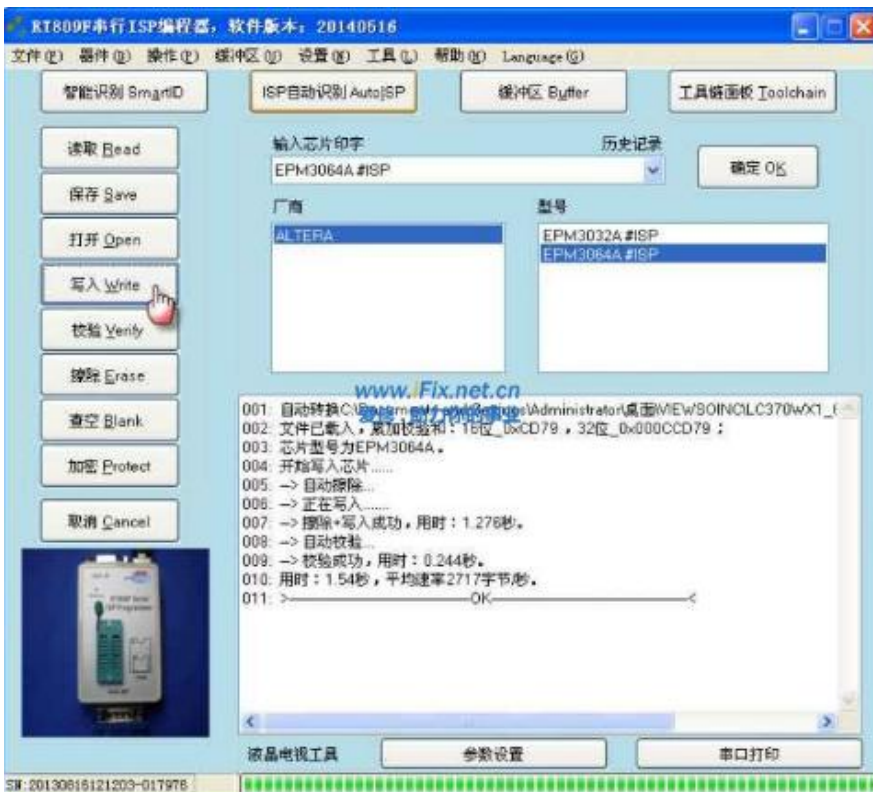 RT809F串行ISP编程器，软件版本：20140516
文件(F) 器件(D) 操作(P) 缓冲区(U) 设置(K) 工具(L) 帮助(H) Language(G)
智能识别 SmartID
ISP自动识别 AutoISP
缓冲区 Buffer
工具链面板 Toolchain
读取 Read
保存 Save
打开 Open
写入 Write
校验 Verify
擦除 Erase
查空 Blank
加密 Protect
取消 Cancel
输入芯片印字
历史记录
EPM3064A #ISP
确定 OK
厂商
型号
ALTERA
EPM3032A #ISP
EPM3064A #ISP
www.iFix.net.cn
001: 自动转换C:\Documents and Settings\Administrator\桌面\VIEWSOINC\LC370WX1_
002: 文件已载入，累加校验和：16位_0xCD79，32位_0x000CCD79；
003: 芯片型号为EPM3064A。
004: 开始写入芯片......
005: -> 自动擦除...
006: -> 正在写入......
007: -> 擦除+写入成功，用时：1.276秒。
008: -> 自动校验...
009: -> 校验成功，用时：0.244秒。
010: 用时：1.54秒，平均速率2717字节/秒。
011: >————————OK————————<
液晶电视工具
参数设置
串口打印
SN:20130816121203-017976